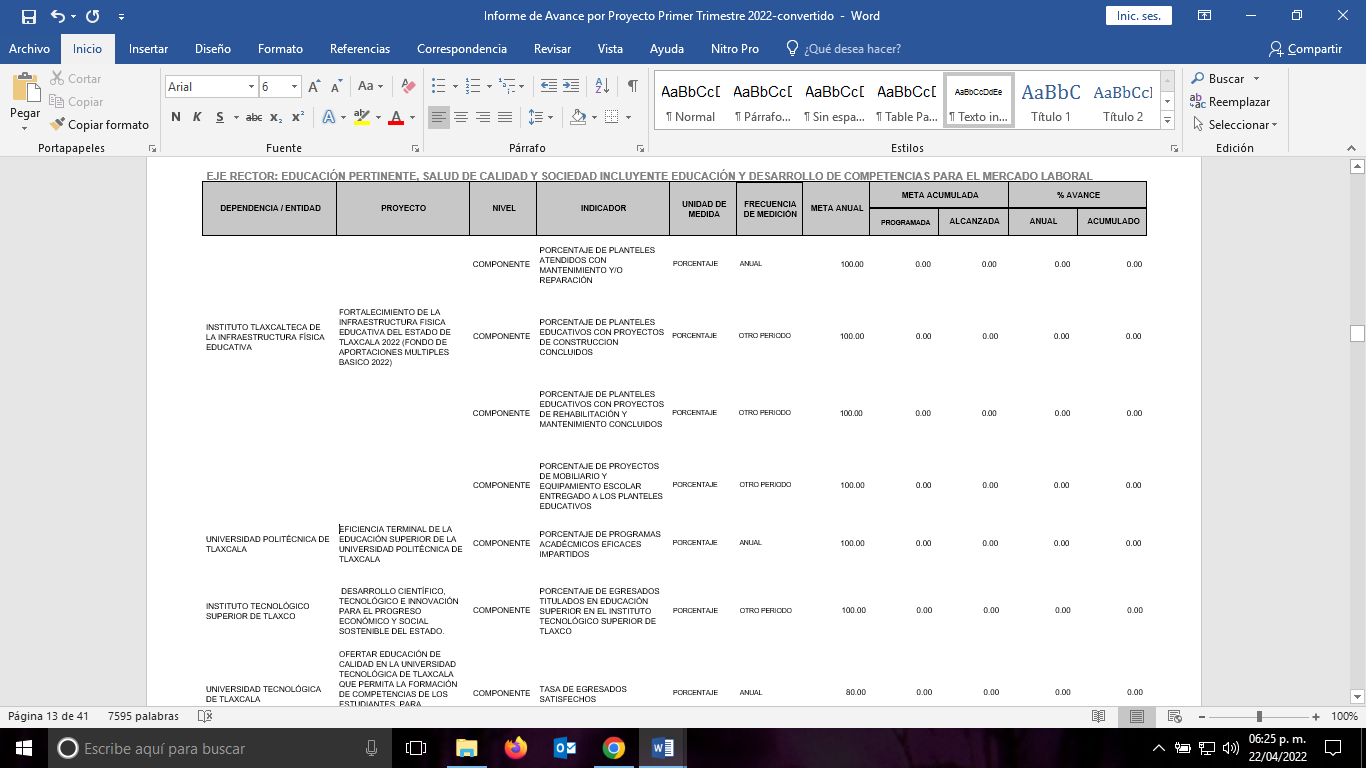 Informe de Avance por Proyecto Primer Trimestre 2022-convertido - Word
Inic. ses.
Archivo Inicio Insertar Diseño Formato Referencias Correspondencia Revisar Vista Ayuda Nitro Pro ¿Qué desea hacer? Compartir
Pegar
Cortar
Copiar
Copiar formato
Portapapeles
Arial 6
Aa
N K S abc x₂ x²
Fuente
Párrafo
AaBbCcD AaBbCcD AaBbCcD AaBbCcD AaBbCcDdEe AaBbC AaBbCcI
¶ Normal ¶ Párrafo... ¶ Sin espa... ¶ Table Pa... ¶ Texto in... Título 1 Título 2
Estilos
Buscar
Reemplazar
Seleccionar
Edición
EJE RECTOR: EDUCACIÓN PERTINENTE, SALUD DE CALIDAD Y SOCIEDAD INCLUYENTE EDUCACIÓN Y DESARROLLO DE COMPETENCIAS PARA EL MERCADO LABORAL
DEPENDENCIA / ENTIDAD
PROYECTO
NIVEL
INDICADOR
UNIDAD DE
MEDIDA
FRECUENCIA
DE MEDICIÓN
META ANUAL
META ACUMULADA
PROGRAMADA ALCANZADA
% AVANCE
ANUAL ACUMULADO
COMPONENTE
PORCENTAJE DE PLANTELES
ATENDIDOS CON
MANTENIMIENTO Y/O
REPARACIÓN
PORCENTAJE ANUAL 100.00 0.00 0.00 0.00 0.00
INSTITUTO TLAXCALTECA DE
LA INFRAESTRUCTURA FÍSICA
EDUCATIVA
FORTALECIMIENTO DE LA
INFRAESTRUCTURA FISICA
EDUCATIVA DEL ESTADO DE
TLAXCALA 2022 (FONDO DE
APORTACIONES MULTIPLES
BASICO 2022)
COMPONENTE
PORCENTAJE DE PLANTELES
EDUCATIVOS CON PROYECTOS
DE CONSTRUCCION
CONCLUIDOS
PORCENTAJE OTRO PERIODO 100.00 0.00 0.00 0.00 0.00
COMPONENTE
PORCENTAJE DE PLANTELES
EDUCATIVOS CON PROYECTOS
DE REHABILITACIÓN Y
MANTENIMIENTO CONCLUIDOS
PORCENTAJE OTRO PERIODO 100.00 0.00 0.00 0.00 0.00
COMPONENTE
PORCENTAJE DE PROYECTOS
DE MOBILIARIO Y
EQUIPAMIENTO ESCOLAR
ENTREGADO A LOS PLANTELES
EDUCATIVOS
PORCENTAJE OTRO PERIODO 100.00 0.00 0.00 0.00 0.00
UNIVERSIDAD POLITÉCNICA DE
TLAXCALA
EFICIENCIA TERMINAL DE LA
EDUCACIÓN SUPERIOR DE LA
UNIVERSIDAD POLITÉCNICA DE
TLAXCALA
COMPONENTE
PORCENTAJE DE PROGRAMAS
ACADÉCMICOS EFICACES
IMPARTIDOS
PORCENTAJE ANUAL 100.00 0.00 0.00 0.00 0.00
INSTITUTO TECNOLÓGICO
SUPERIOR DE TLAXCO
DESARROLLO CIENTÍFICO,
TECNOLÓGICO E INNOVACIÓN
PARA EL PROGRESO
ECONÓMICO Y SOCIAL
SOSTENIBLE DEL ESTADO.
COMPONENTE
PORCENTAJE DE EGRESADOS
TITULADOS EN EDUCACIÓN
SUPERIOR EN EL INSTITUTO
TECNOLÓGICO SUPERIOR DE
TLAXCO
PORCENTAJE OTRO PERIODO 100.00 0.00 0.00 0.00 0.00
UNIVERSIDAD TECNOLÓGICA
DE TLAXCALA
OFERTAR EDUCACIÓN DE
CALIDAD EN LA UNIVERSIDAD
TECNOLÓGICA DE TLAXCALA
QUE PERMITA LA FORMACIÓN
DE COMPETENCIAS DE LOS
ESTUDIANTES, PARA
COMPONENTE
TASA DE EGRESADOS
SATISFECHOS
PORCENTAJE ANUAL 80.00 0.00 0.00 0.00 0.00
Página 13 de 41 7595 palabras 100%
Escribe aquí para buscar
06:25 p. m.
22/04/2022